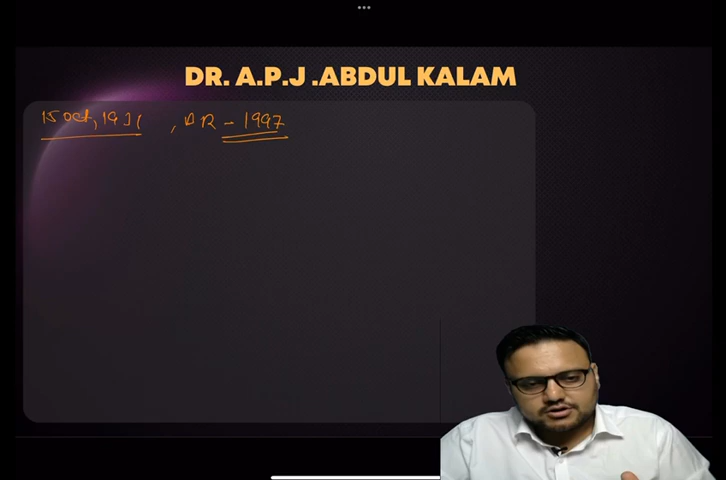 DR. A.P.J .ABDUL KALAM
15 Oct, 1931 , BR - 1997